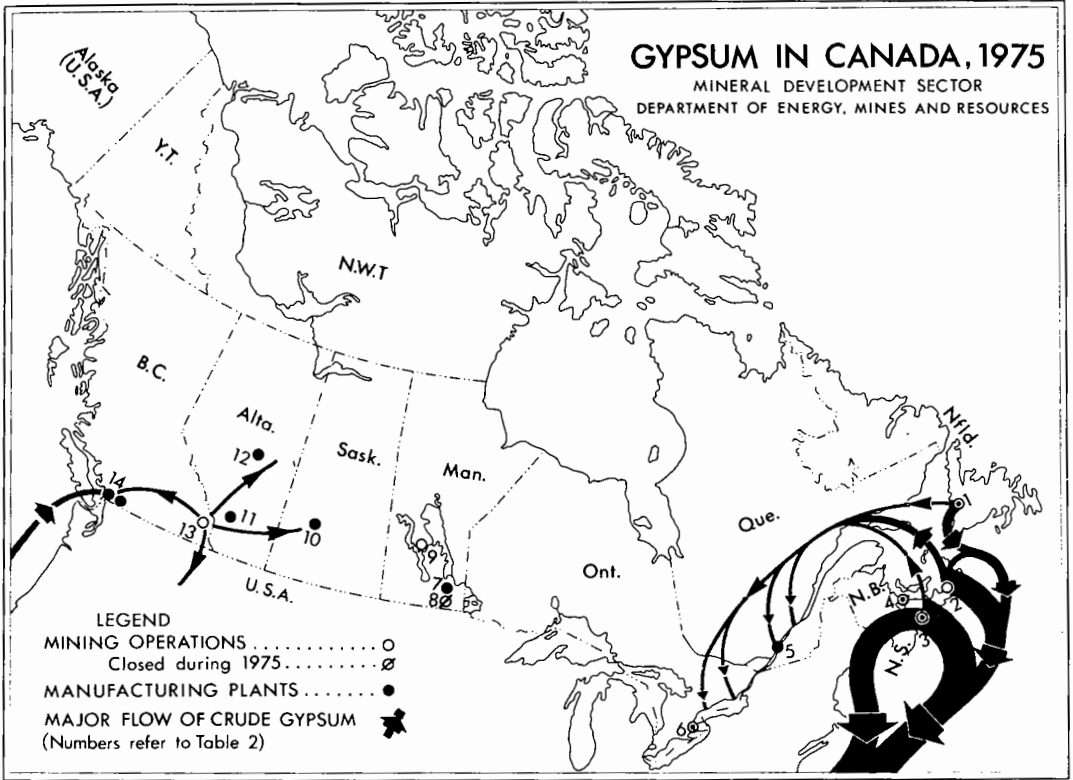 GYPSUM IN CANADA, 1975
MINERAL DEVELOPMENT SECTOR
DEPARTMENT OF ENERGY, MINES AND RESOURCES
Alaska
(U.S.A.)
Y.T.
N.W.T
B.C.
Alta.
Sask.
Man.
Ont.
Que.
Nfld.
N.B.
N.S.
U.S.A.
14
13
12
11
10
9
7
8
6
5
4
3
2
1
LEGEND
MINING OPERATIONS ............
Closed during 1975 ..........
MANUFACTURING PLANTS .......
MAJOR FLOW OF CRUDE GYPSUM
(Numbers refer to Table 2)